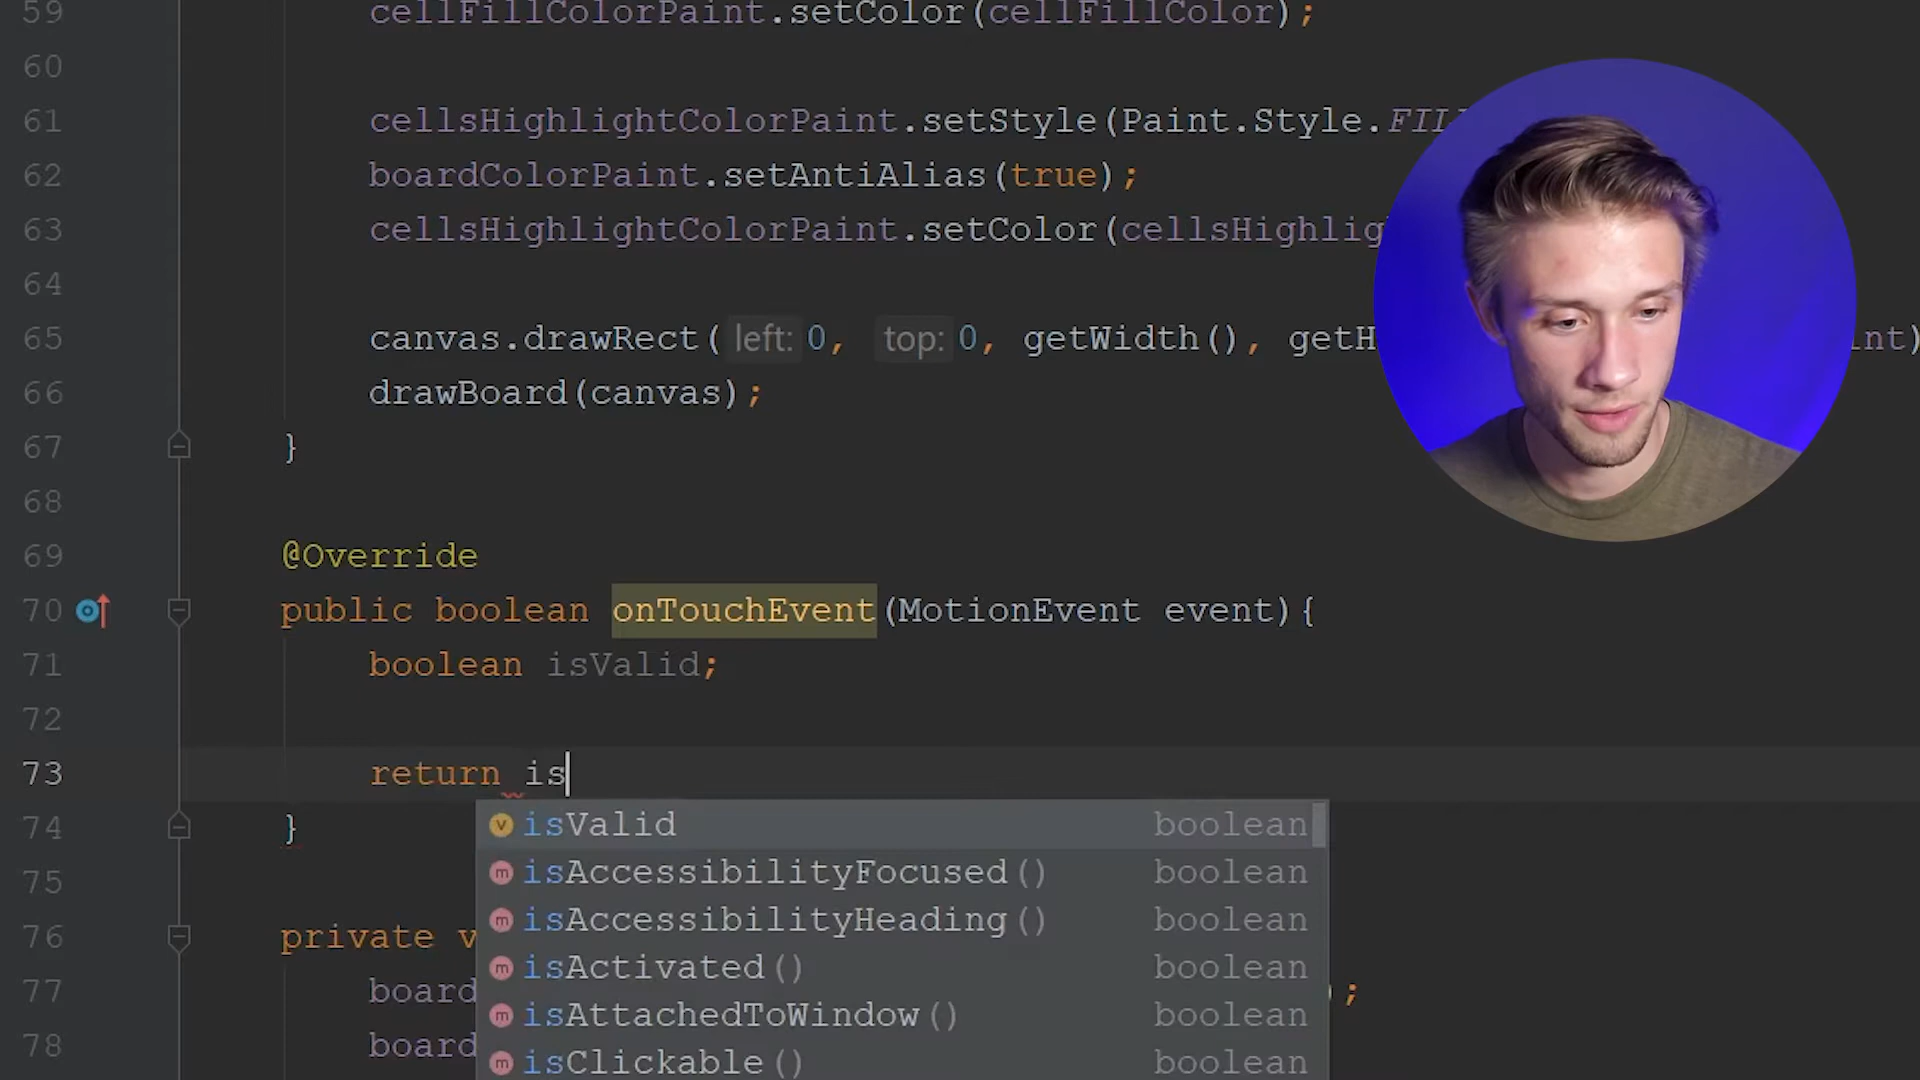 59 cellFillColorPaint.setColor(cellFillColor);
60
61 cellsHighlightColorPaint.setStyle(Paint.Style.FIL
62 boardColorPaint.setAntiAlias(true);
63 cellsHighlightColorPaint.setColor(cellsHighlig
64
65 canvas.drawRect( left: 0, top: 0, getWidth(), getH int)
66 drawBoard(canvas);
67 }
68
69 @Override
70 public boolean onTouchEvent(MotionEvent event){
71 boolean isValid;
72
73 return is
74 }
isValid boolean
75
isAccessibilityFocused() boolean
isAccessibilityHeading() boolean
76 private v
isActivated() boolean
77 board ;
isAttachedToWindow() boolean
78 board
isClickable() boolean